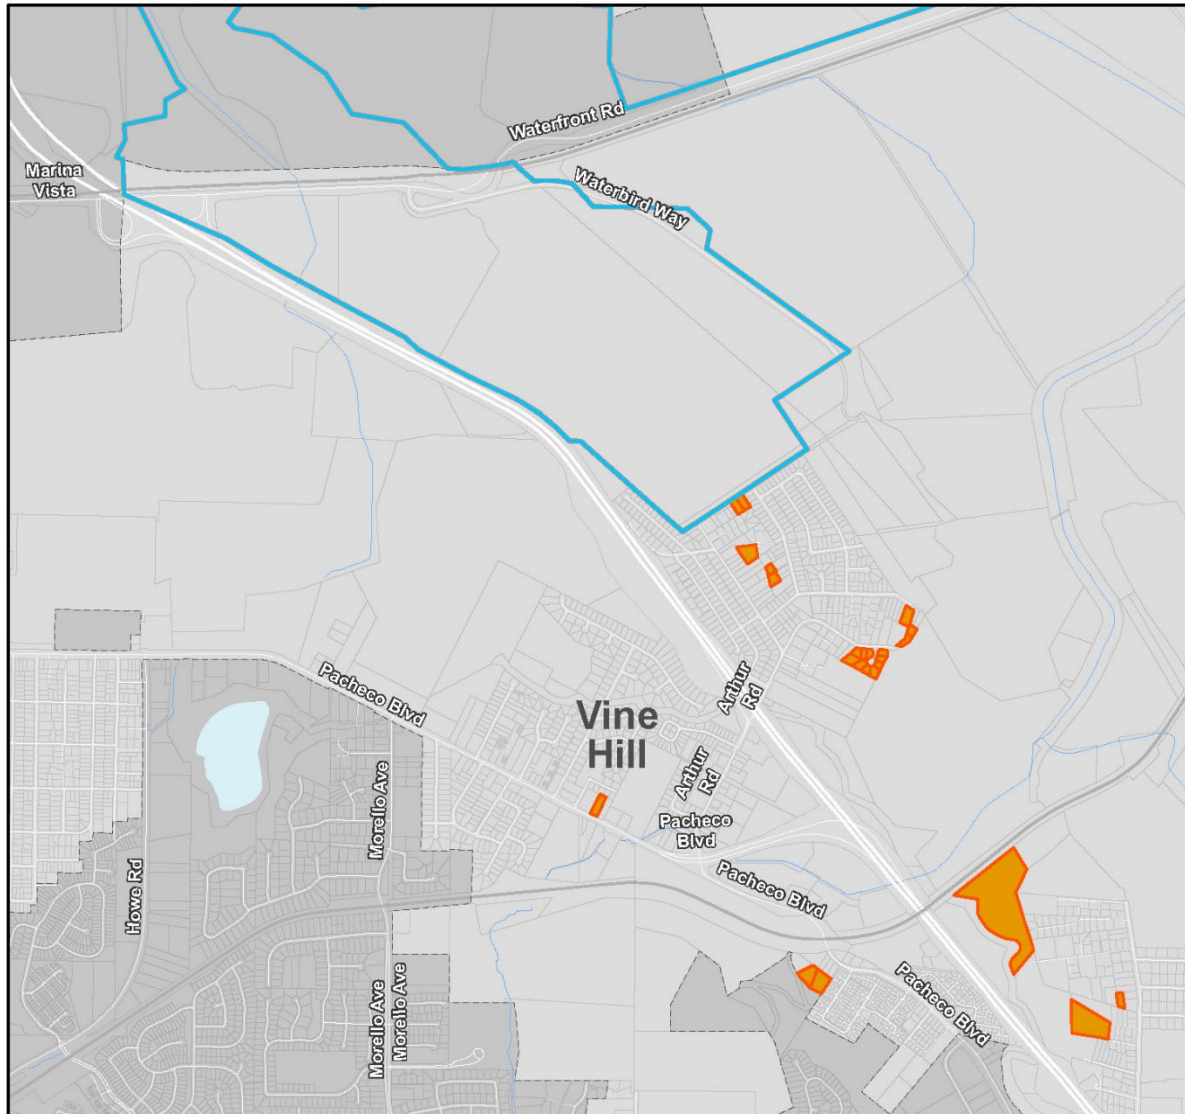 Waterfront Rd
Marina
Vista
Waterbird Way
Pacheco Blvd
Arthur
Rd
Vine
Hill
Arthur
Rd
Morello Ave
Pacheco
Blvd
Howe Rd
Pacheco Blvd
Morello Ave
Morello Ave
Pacheco Blvd